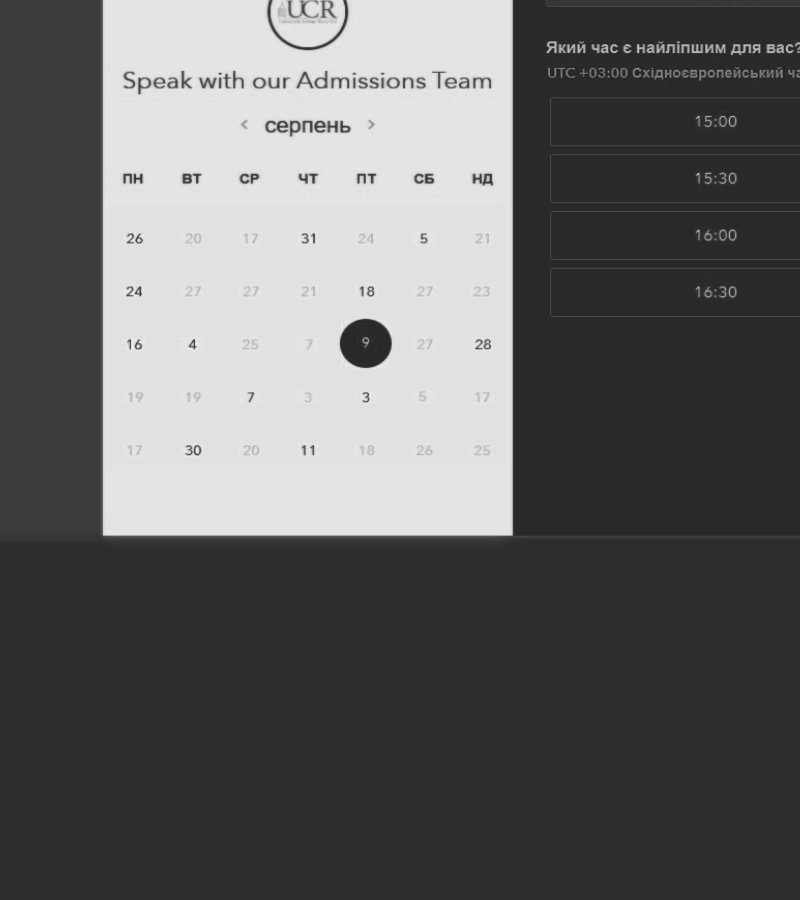 UCR
Speak with our Admissions Team
< серпень >
ПН ВТ СР ЧТ ПТ СБ НД
26 20 17 31 24 5 21
24 27 27 21 18 27 23
16 4 25 7 9 27 28
19 19 7 3 3 5 17
17 30 20 11 18 26 25
Який час є найліпшим для вас?
UTC +03:00 Східноєвропейський
15:00
15:30
16:00
16:30